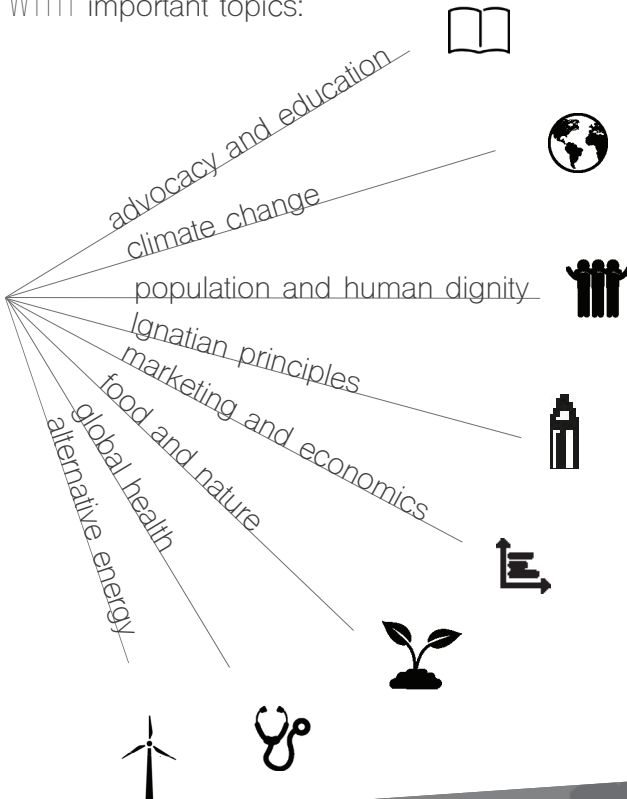 with important topics:
advocacy and education
climate change
population and human dignity
Ignatian principles
marketing and economics
food and nature
global health
alternative energy